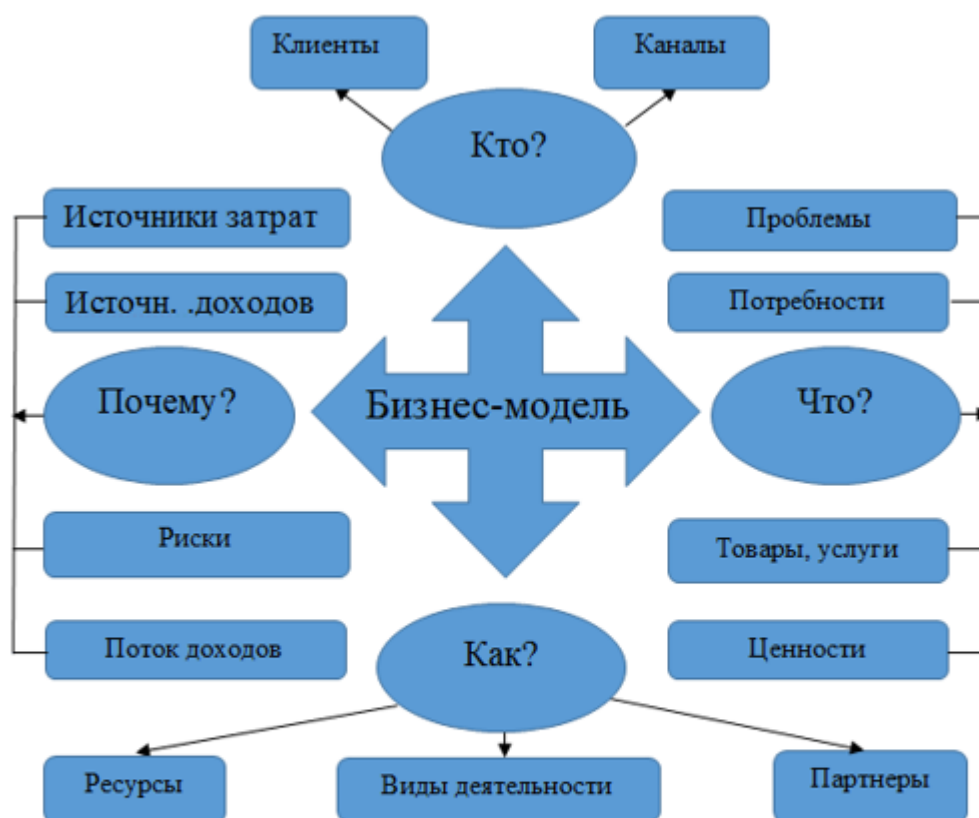 Клиенты
Каналы
Кто?
Источники затрат
Проблемы
Источн. .доходов
Потребности
Почему?
Бизнес-модель
Что?
Риски
Товары, услуги
Поток доходов
Как?
Ценности
Ресурсы
Виды деятельности
Партнеры